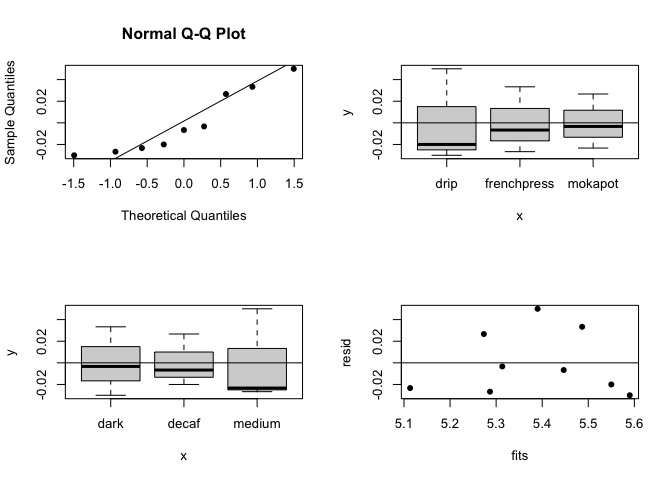 Normal Q-Q Plot
Sample Quantiles
0.02
-0.02
-1.5 -1.0 -0.5 0.0 0.5 1.0 1.5
Theoretical Quantiles
y
0.02
-0.02
drip frenchpress mokapot
x
y
0.02
-0.02
dark decaf medium
x
resid
0.02
-0.02
5.1 5.2 5.3 5.4 5.5 5.6
fits